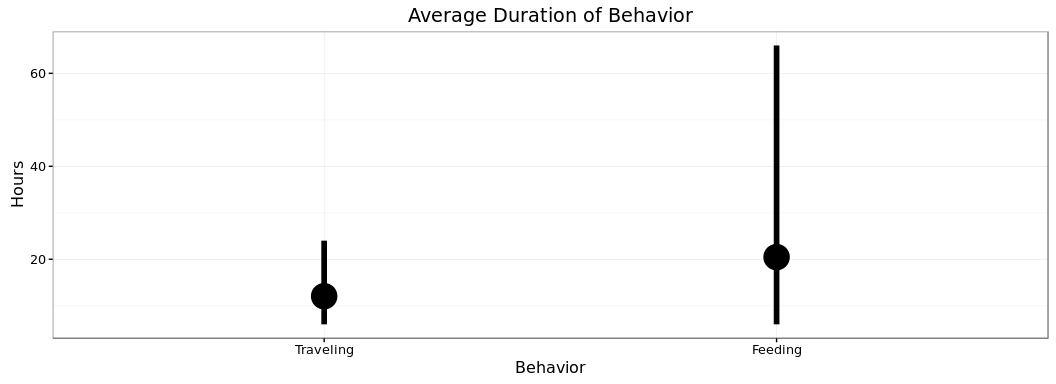 Average Duration of Behavior
Hours
60
40
20
Traveling
Feeding
Behavior